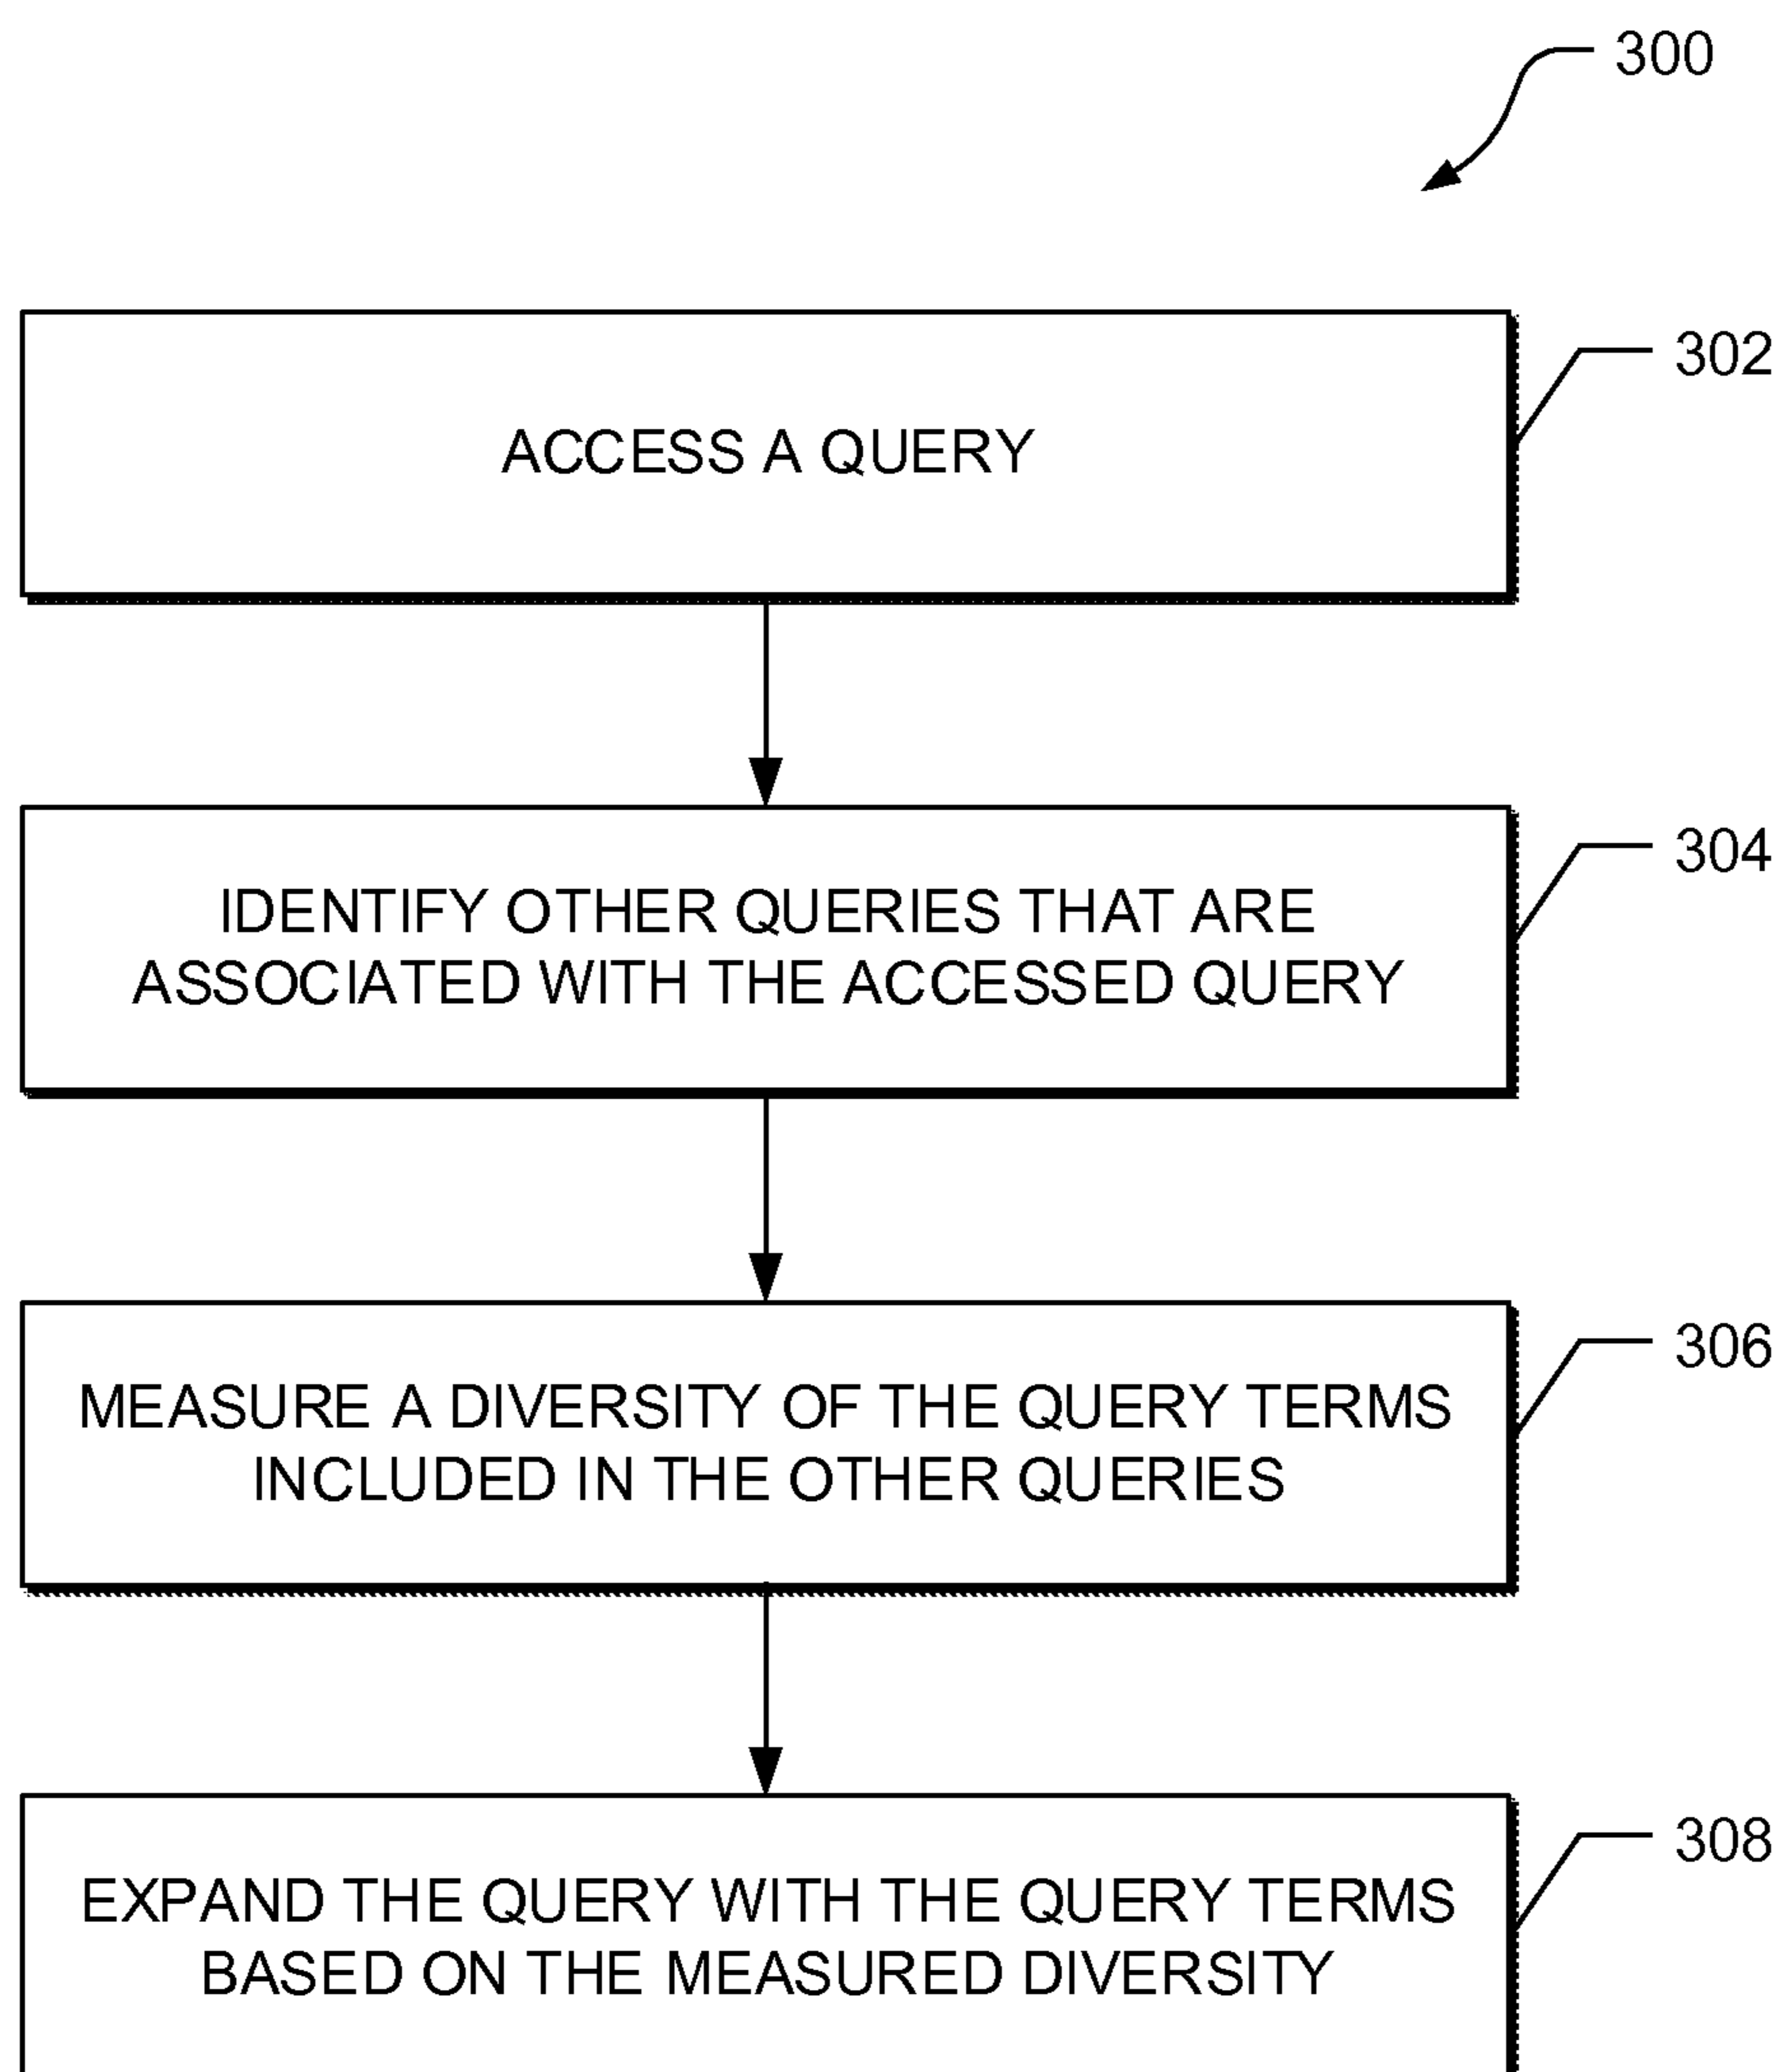 300
302
ACCESS A QUERY
304
IDENTIFY OTHER QUERIES THAT ARE
ASSOCIATED WITH THE ACCESSED QUERY
306
MEASURE A DIVERSITY OF THE QUERY TERMS
INCLUDED IN THE OTHER QUERIES
308
EXPAND THE QUERY WITH THE QUERY TERMS
BASED ON THE MEASURED DIVERSITY